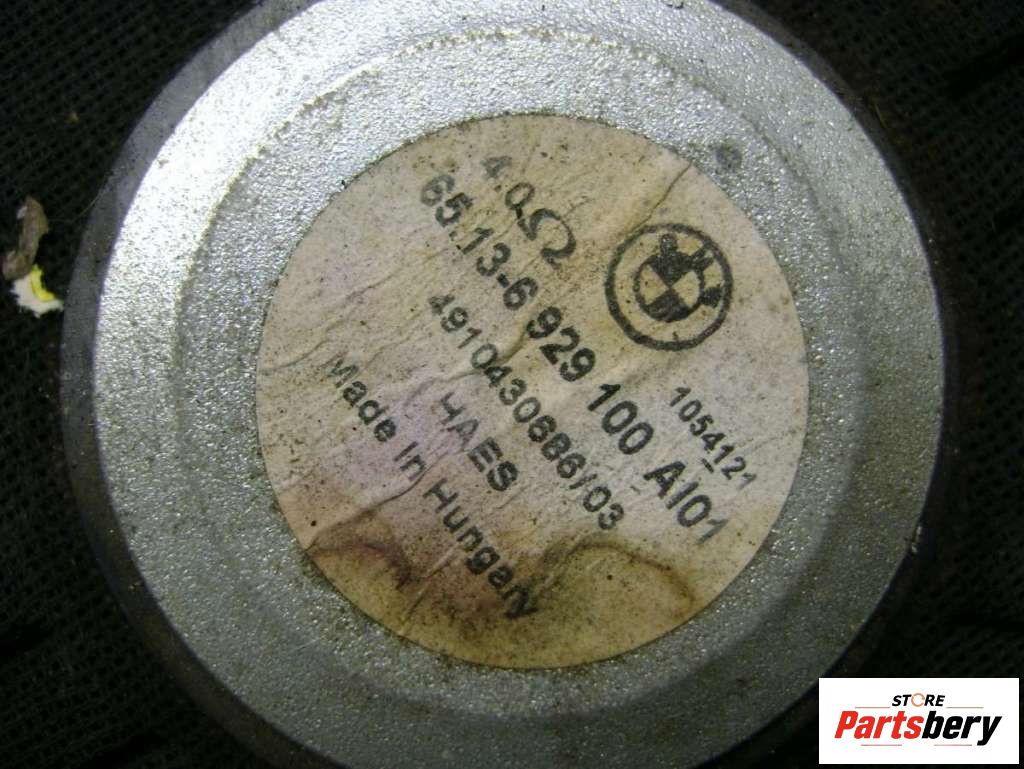 4.0Ω
65.13-6 929 100 AI01
4910430686/03
HAES
Made In Hungary
1054121
STORE
Partsbery